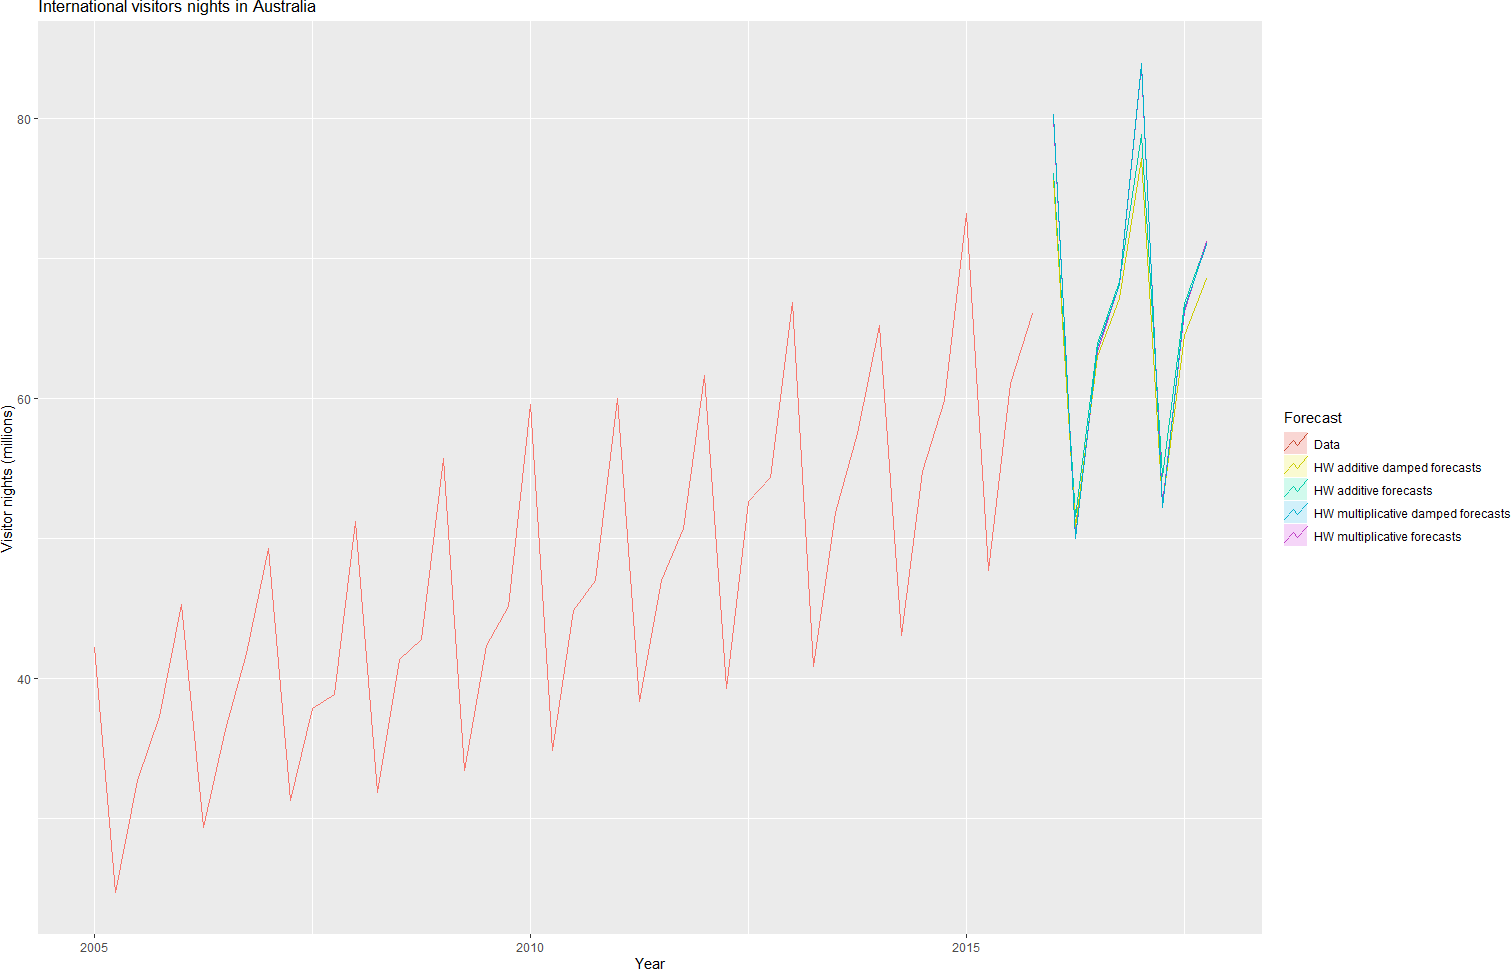 International visitors nights in Australia
80
60
40
Visitor nights (millions)
2005
2010
2015
Year
Forecast
Data
HW additive damped forecasts
HW additive forecasts
HW multiplicative damped forecasts
HW multiplicative forecasts